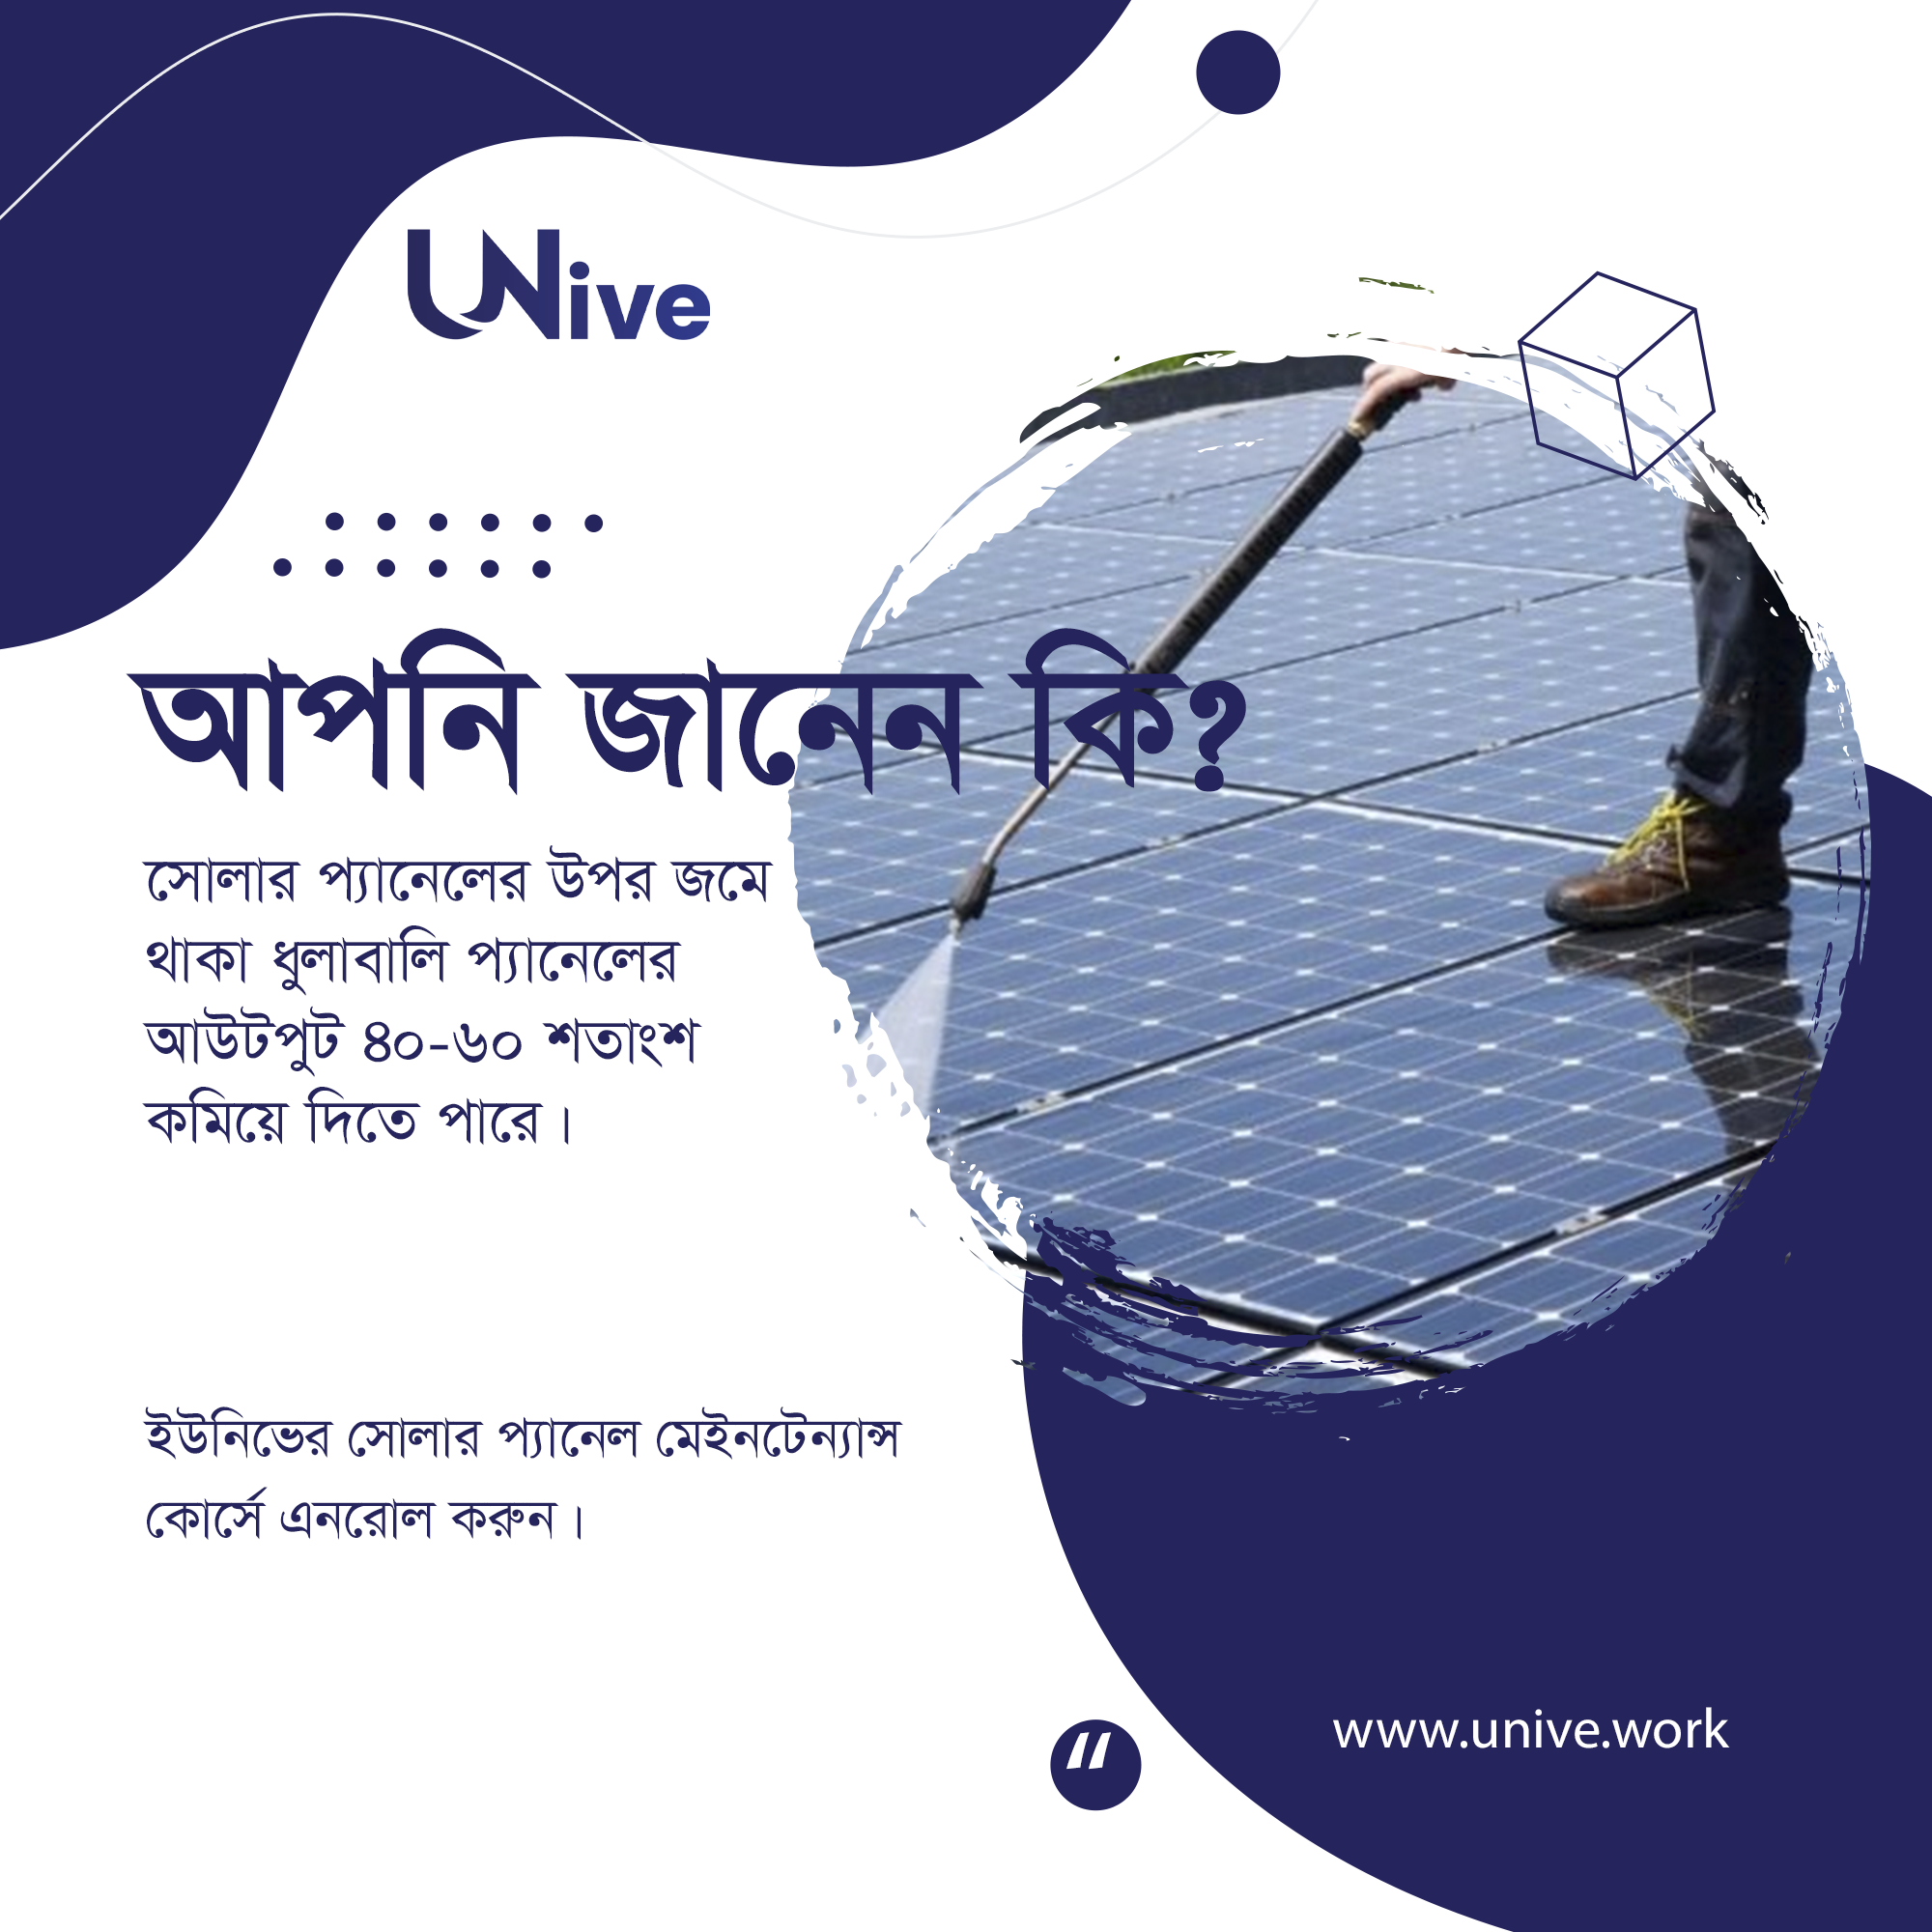 UNive
আপনি জানেন কি?
সোলার প্যানেলের উপর জমে
থাকা ধুলাবালি প্যানেলের
আউটপুট ৪০-৬০ শতাংশ
কমিয়ে দিতে পারে।
ইউনিভের সোলার প্যানেল মেইনটেন্যান্স
কোর্সে এনরোল করুন।
www.unive.work